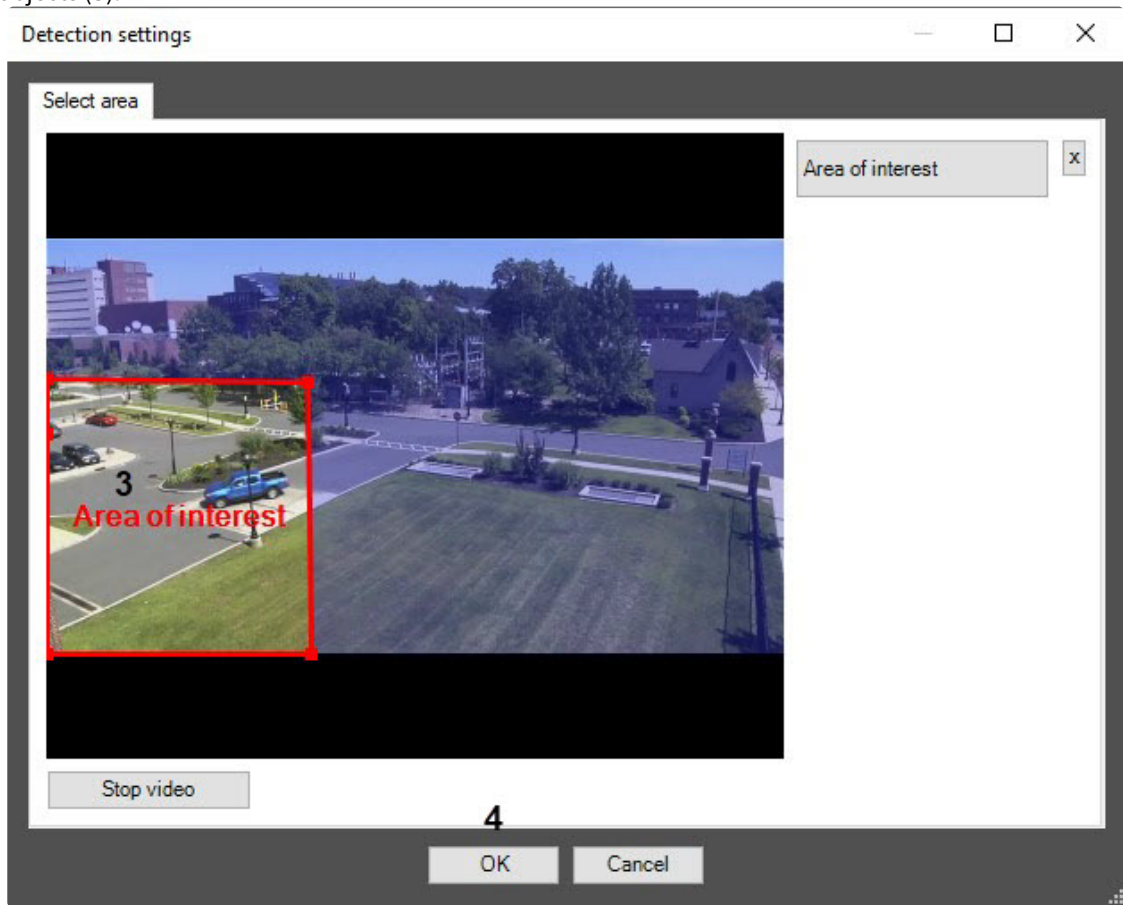 Detection settings
Select area
Area of interest
x
3
Area of interest
Stop video
4
OK
Cancel